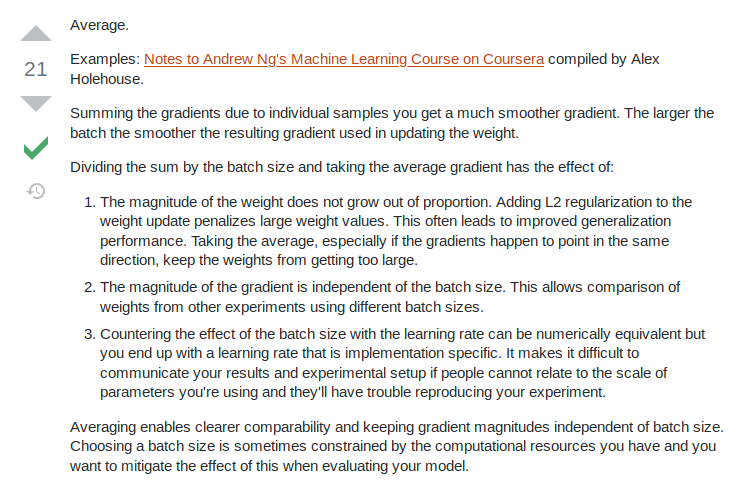 Average.
21
Examples: Notes to Andrew Ng's Machine Learning Course on Coursera compiled by Alex
Holehouse.
Summing the gradients due to individual samples you get a much smoother gradient. The larger the
batch the smoother the resulting gradient used in updating the weight.
Dividing the sum by the batch size and taking the average gradient has the effect of:
1. The magnitude of the weight does not grow out of proportion. Adding L2 regularization to the
weight update penalizes large weight values. This often leads to improved generalization
performance. Taking the average, especially if the gradients happen to point in the same
direction, keep the weights from getting too large.
2. The magnitude of the gradient is independent of the batch size. This allows comparison of
weights from other experiments using different batch sizes.
3. Countering the effect of the batch size with the learning rate can be numerically equivalent but
you end up with a learning rate that is implementation specific. It makes it difficult to
communicate your results and experimental setup if people cannot relate to the scale of
parameters you're using and they'll have trouble reproducing your experiment.
Averaging enables clearer comparability and keeping gradient magnitudes independent of batch size.
Choosing a batch size is sometimes constrained by the computational resources you have and you
want to mitigate the effect of this when evaluating your model.